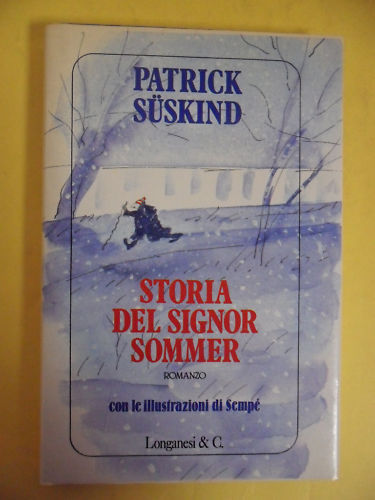 PATRICK
SÜSKIND
STORIA
DEL SIGNOR
SOMMER
ROMANZO
con le illustrazioni di Sempé
Longanesi & C.